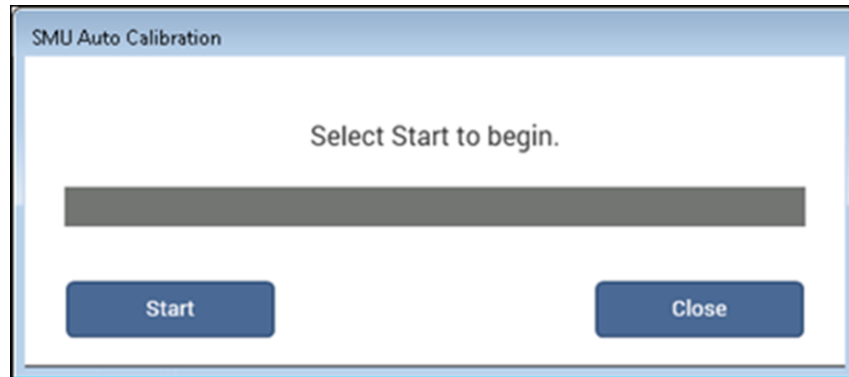 SMU Auto Calibration
Select Start to begin.
Start
Close